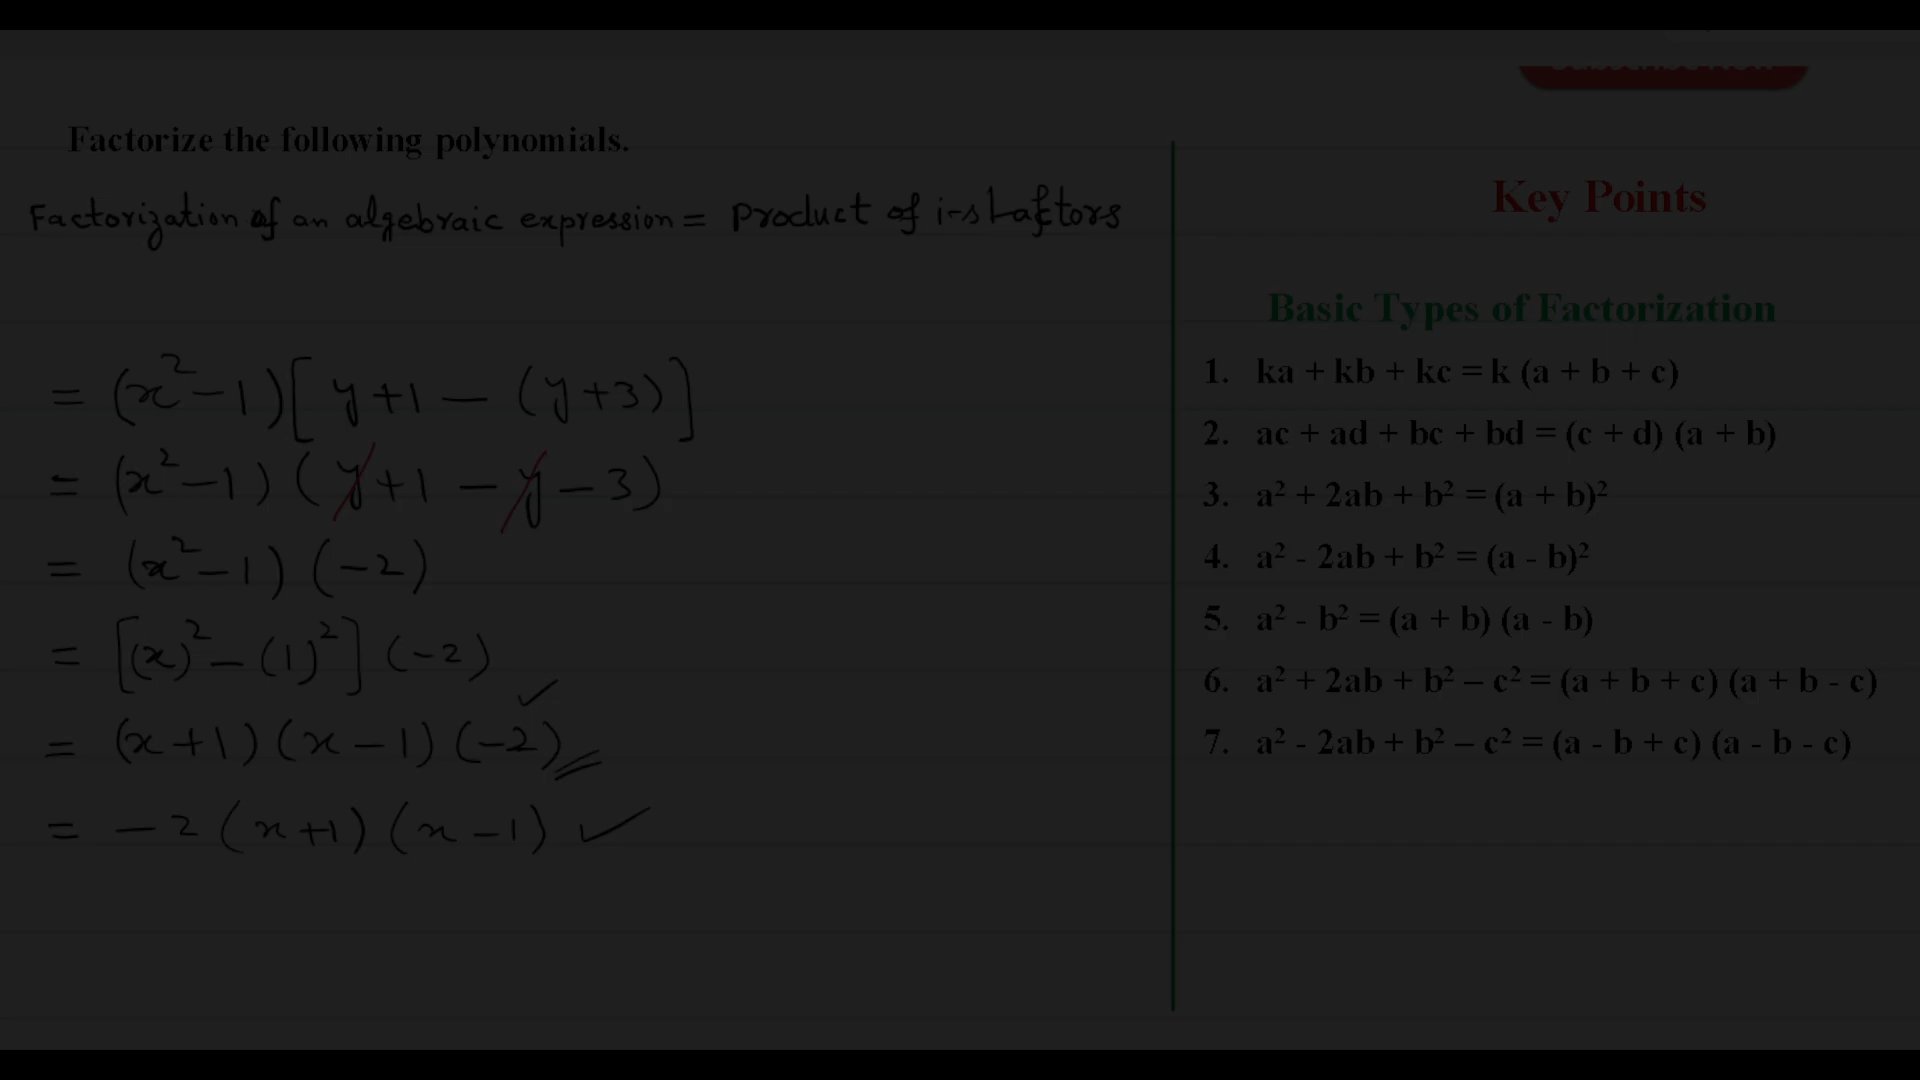 Factorize the following polynomials.
Factorization of an algebraic expression = product of its factors
= (x² - 1) [y + 1 - (y + 3)]
= (x² - 1) (y + 1 - y - 3)
= (x² - 1) (-2)
= [(x)² - (1)²] (-2)
= (x + 1) (x - 1) (-2)
= -2 (x + 1) (x - 1) ✓
Key Points
Basic Types of Factorization
1. ka + kb + kc = k (a + b + c)
2. ac + ad + bc + bd = (c + d) (a + b)
3. a² + 2ab + b² = (a + b)²
4. a² - 2ab + b² = (a - b)²
5. a² - b² = (a + b) (a - b)
6. a² + 2ab + b² – c² = (a + b + c) (a + b - c)
7. a² - 2ab + b² – c² = (a - b + c) (a - b - c)